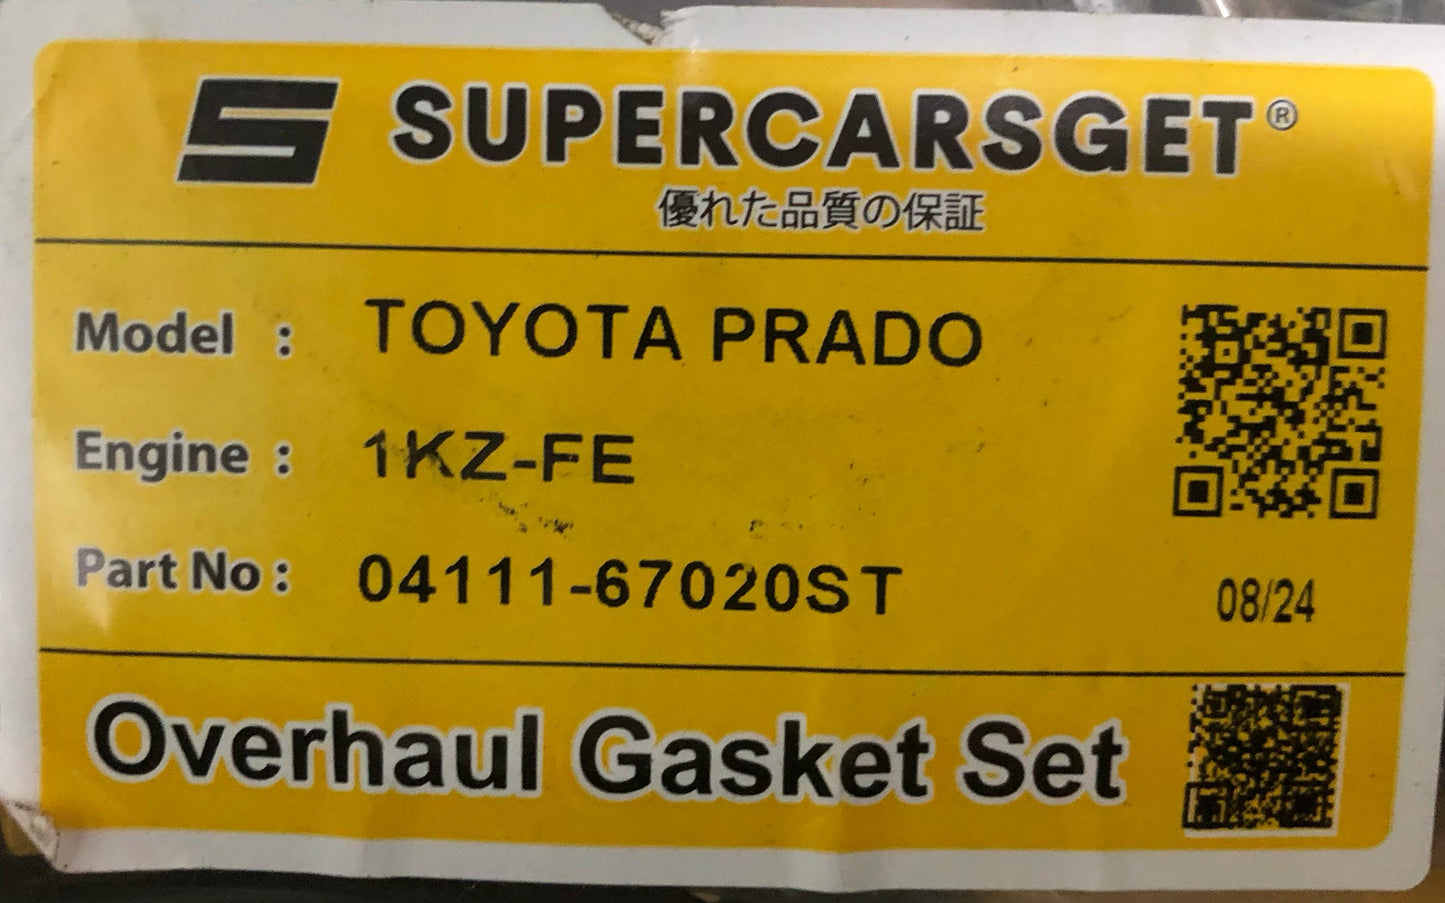 SUPERCARSGET®
優れた品質の保証
Model : TOYOTA PRADO
Engine : 1KZ-FE
Part No : 04111-67020ST
08/24
Overhaul Gasket Set